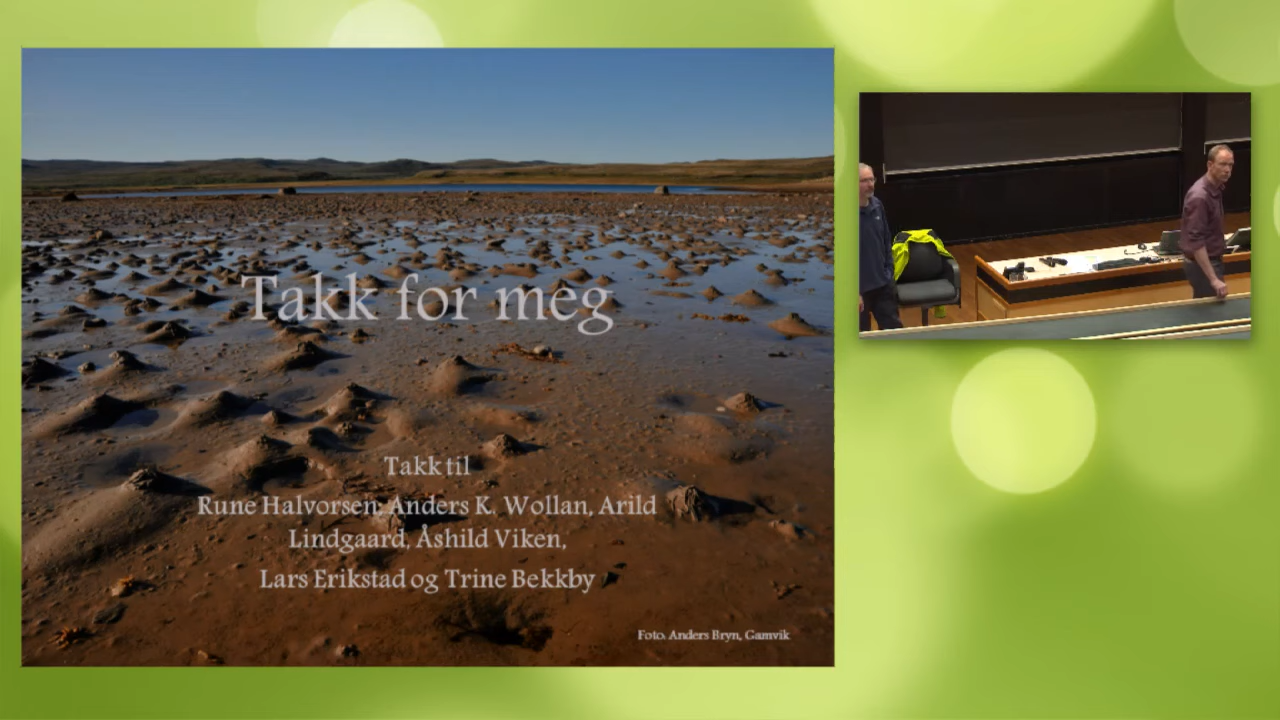 Takk for meg
Takk til
Rune Halvorsen, Anders K. Wollan, Arild
Lindgaard, Åshild Viken,
Lars Erikstad og Trine Bekkby
Foto: Anders Bryn, Gamvik